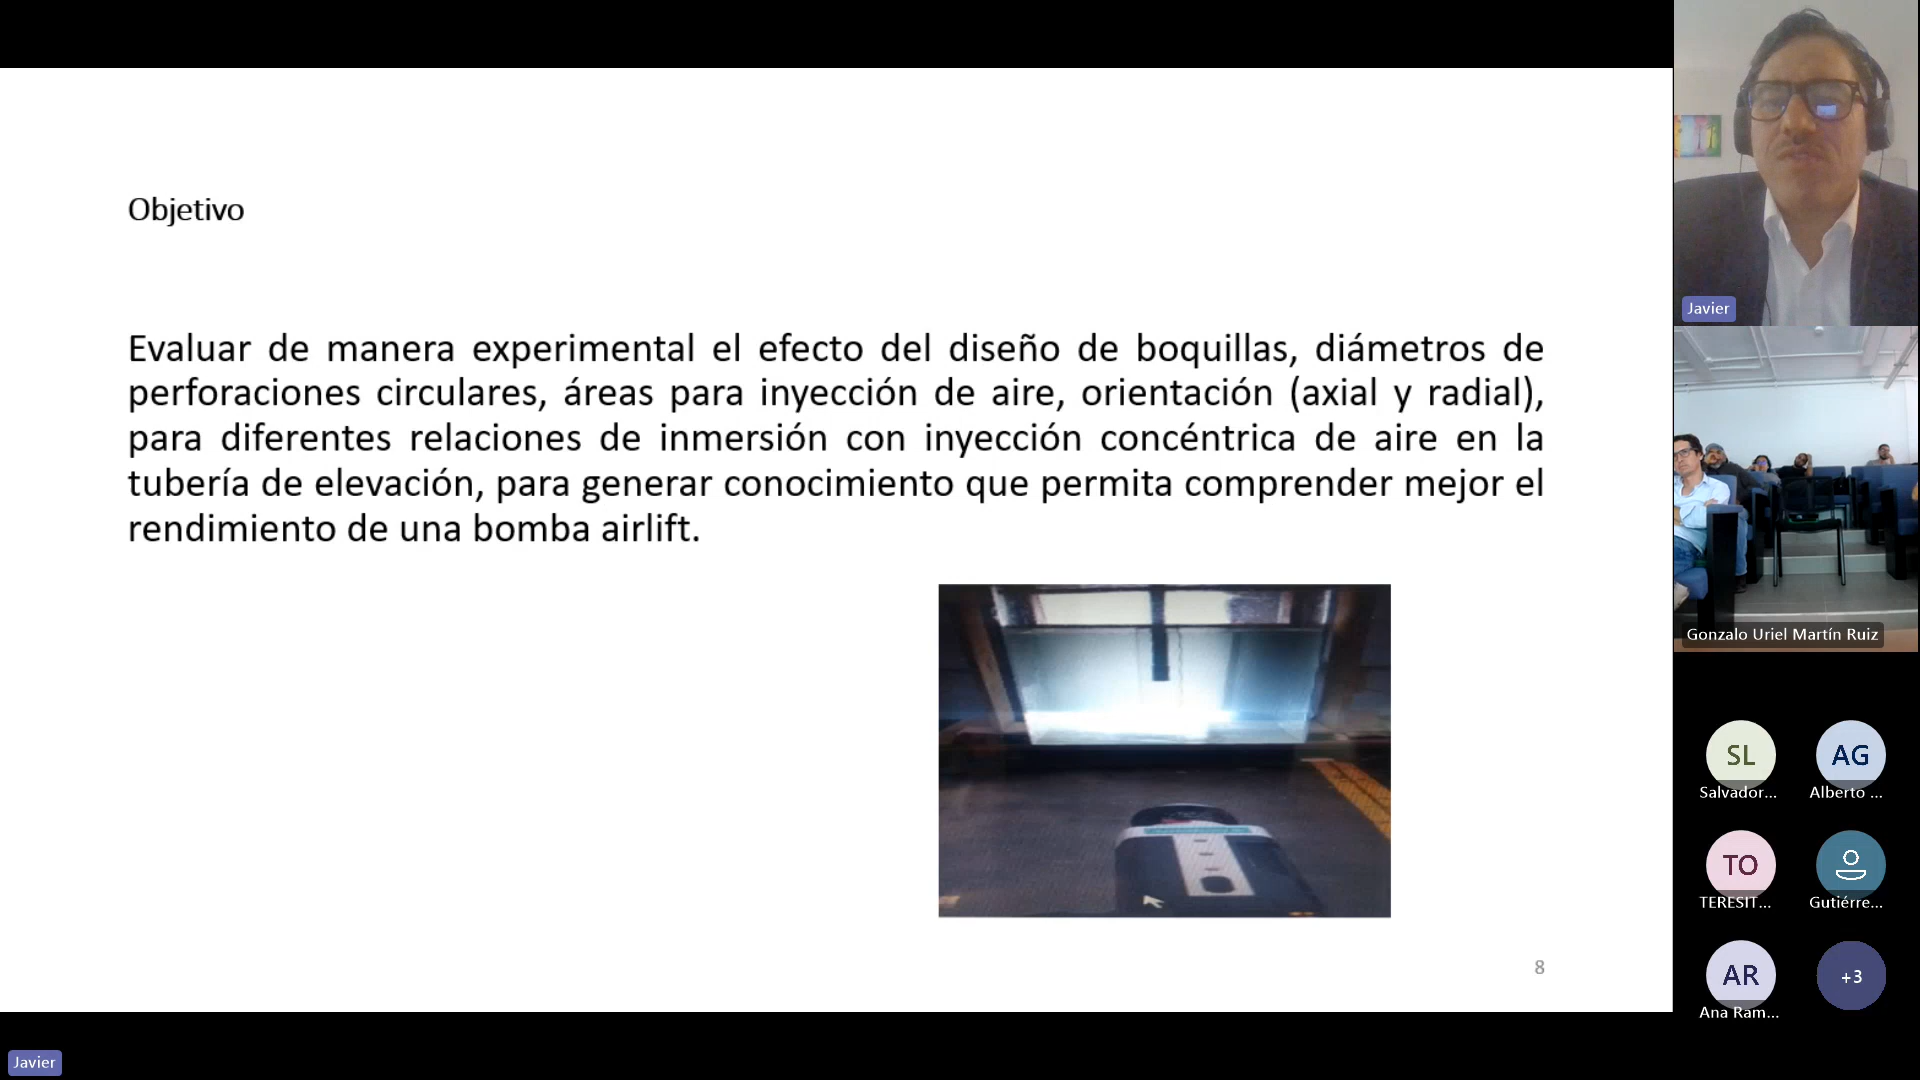 Objetivo
Evaluar de manera experimental el efecto del diseño de boquillas, diámetros de
perforaciones circulares, áreas para inyección de aire, orientación (axial y radial),
para diferentes relaciones de inmersión con inyección concéntrica de aire en la
tubería de elevación, para generar conocimiento que permita comprender mejor el
rendimiento de una bomba airlift.
8
Javier
Gonzalo Uriel Martín Ruiz
SL
Salvador...
AG
Alberto ...
TO
TERESIT...
Gutiérre...
AR
Ana Ram...
+3
Javier